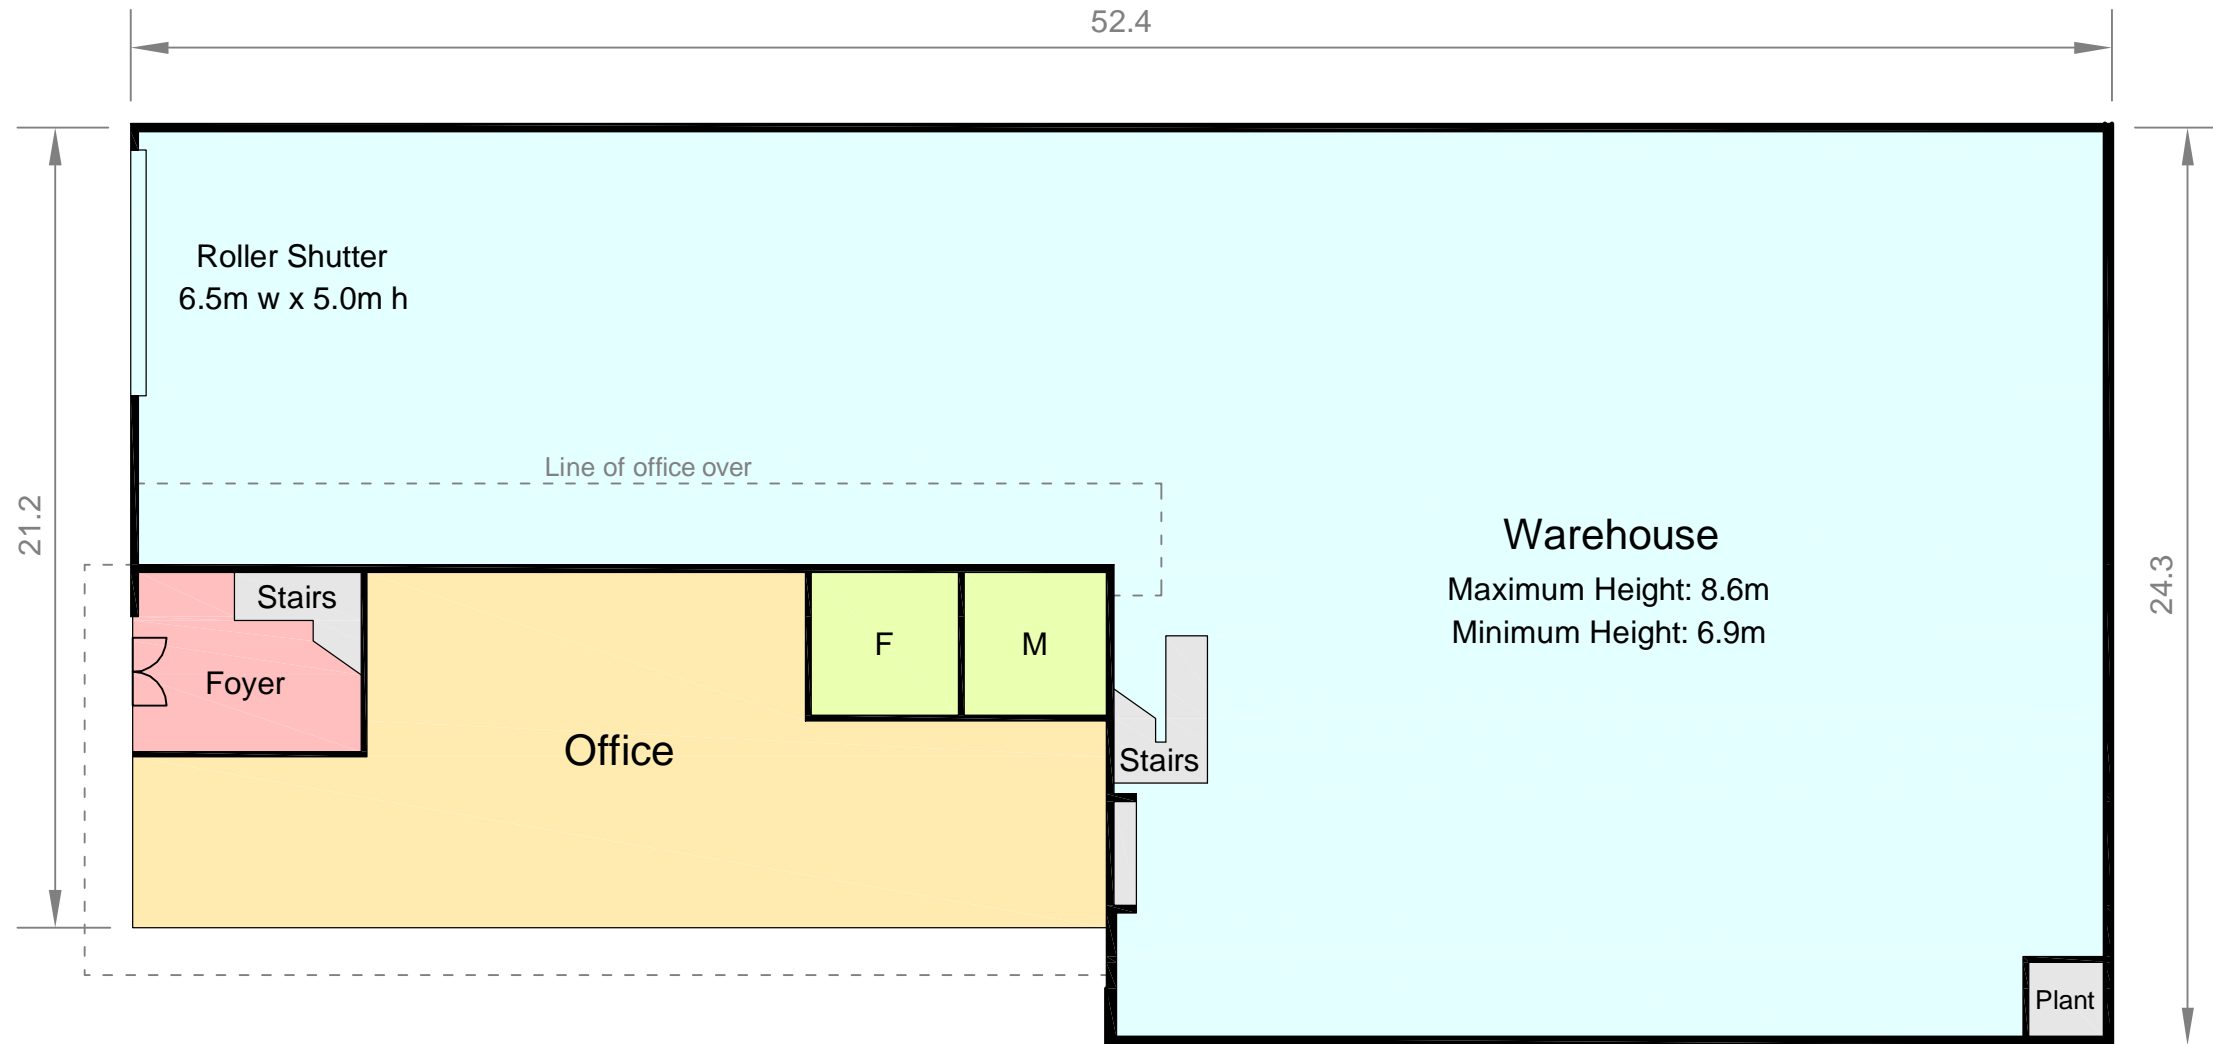 52.4
Roller Shutter
6.5m w x 5.0m h
Line of office over
21.2
Warehouse
Maximum Height: 8.6m
Minimum Height: 6.9m
24.3
Stairs
F
M
Foyer
Office
Stairs
Plant